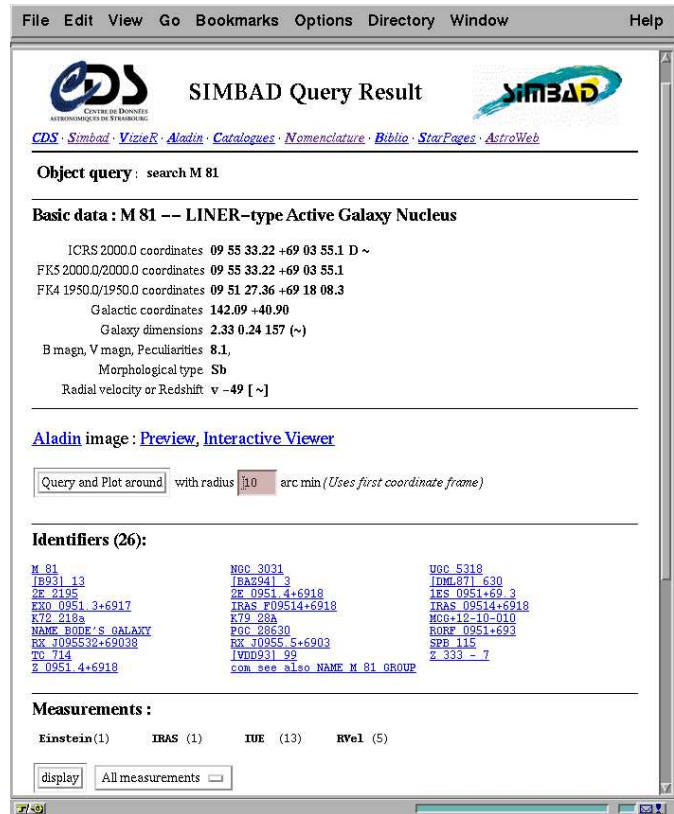 File Edit View Go Bookmarks Options Directory Window Help
CDS
CENTRE DE DONNÉES
ASTRONOMIQUES DE STRASBOURG
SIMBAD Query Result
SIMBAD
CDS · Simbad · VizieR · Aladin · Catalogues · Nomenclature · Biblio · StarPages · AstroWeb
Object query : search M 81
Basic data : M 81 −− LINER−type Active Galaxy Nucleus
ICRS 2000.0 coordinates 09 55 33.22 +69 03 55.1 D ~
FK5 2000.0/2000.0 coordinates 09 55 33.22 +69 03 55.1
FK4 1950.0/1950.0 coordinates 09 51 27.36 +69 18 08.3
Galactic coordinates 142.09 +40.90
Galaxy dimensions 2.33 0.24 157 (~)
B magn, V magn, Peculiarities 8.1,
Morphological type Sb
Radial velocity or Redshift v −49 [ ~]
Aladin image : Preview, Interactive Viewer
Query and Plot around with radius 10 arc min (Uses first coordinate frame)
Identifiers (26):
M 81 NGC 3031 UGC 5318
[B93] 13 [BAZ94] 3 [DML87] 630
2E 2195 2E 0951.4+6918 1ES 0951+69.3
EXO 0951.3+6917 IRAS F09514+6918 IRAS 09514+6918
K72 218a K79 28A MCG+12-10-010
NAME BODE'S GALAXY PGC 28630 RORF 0951+693
RX J095532+69038 RX J0955.5+6903 SPB 115
TC 714 [VDD93] 99 Z 333 - 7
Z 0951.4+6918 com see also NAME M 81 GROUP
Measurements :
Einstein(1) IRAS (1) IUE (13) RVel (5)
display All measurements